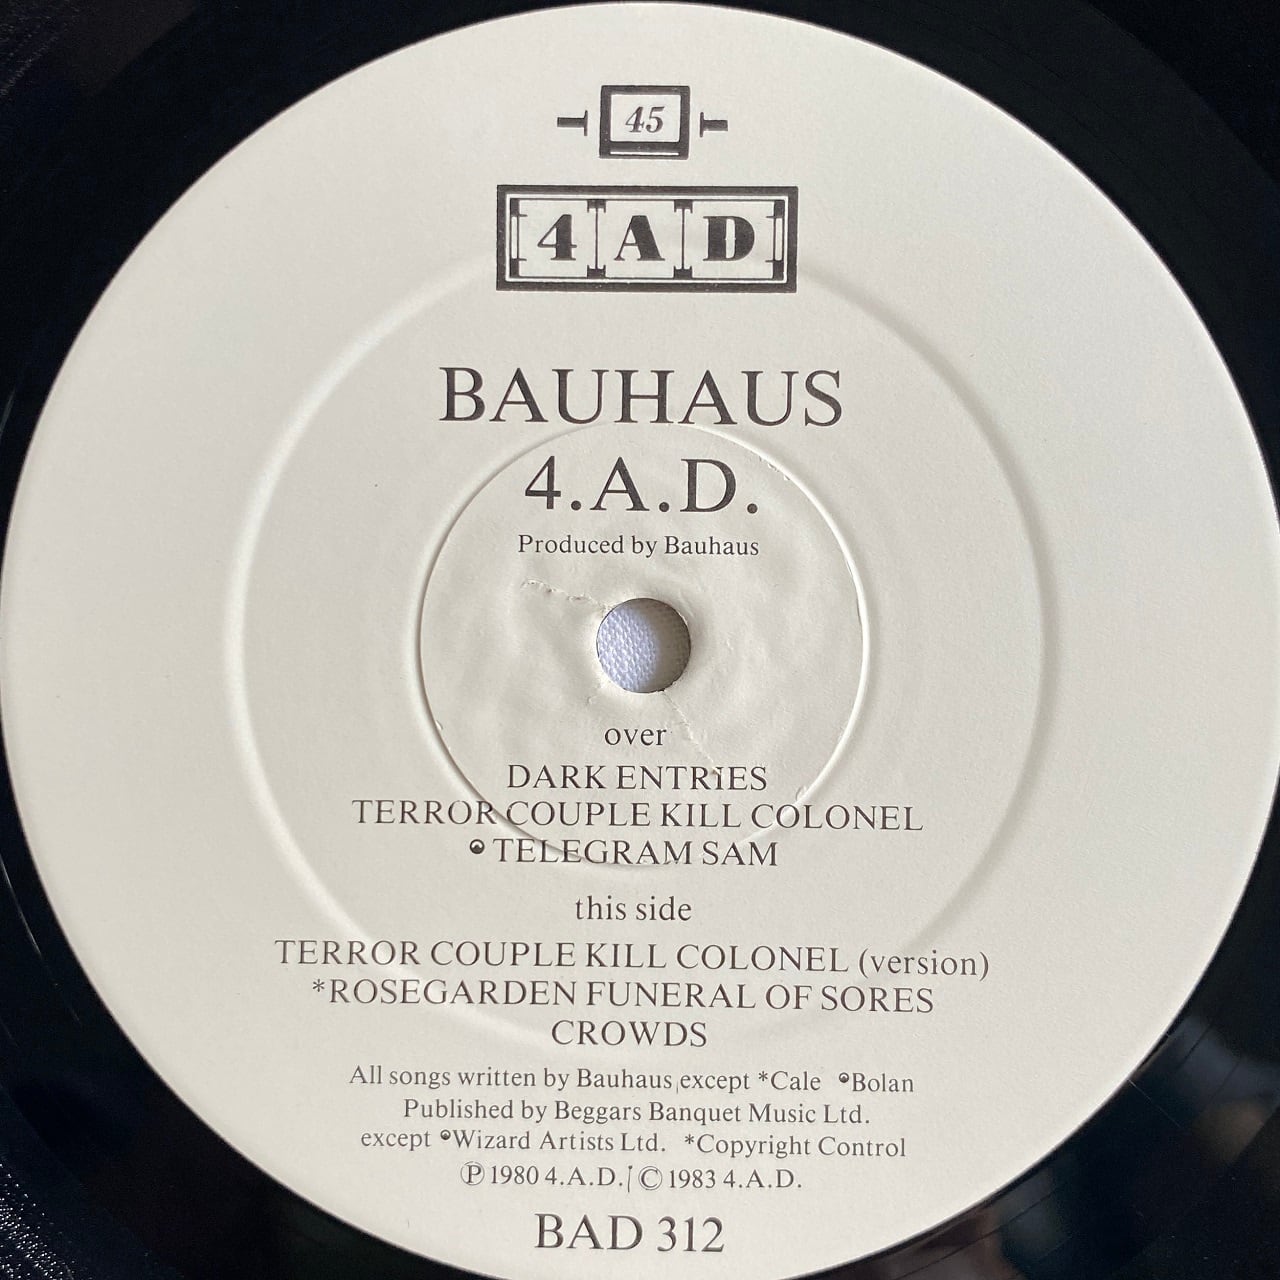 45
4AD
BAUHAUS
4.A.D.
Produced by Bauhaus
over
DARK ENTRIES
TERROR COUPLE KILL COLONEL
●TELEGRAM SAM
this side
TERROR COUPLE KILL COLONEL (version)
*ROSEGARDEN FUNERAL OF SORES
CROWDS
All songs written by Bauhaus except *Cale ●Bolan
Published by Beggars Banquet Music Ltd.
except ●Wizard Artists Ltd. *Copyright Control
Ⓟ 1980 4.A.D./© 1983 4.A.D.
BAD 312